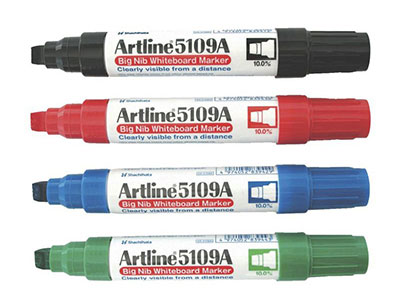 Shachihata
Artline 5109A
Big Nib Whiteboard Marker
Clearly visible from a distance
10.0%
Shachihata
Artline 5109A
Big Nib Whiteboard Marker
Clearly visible from a distance
10.0%
Shachihata
Artline 5109A
Big Nib Whiteboard Marker
Clearly visible from a distance
10.0%
Shachihata
Artline 5109A
Big Nib Whiteboard Marker
Clearly visible from a distance
10.0%